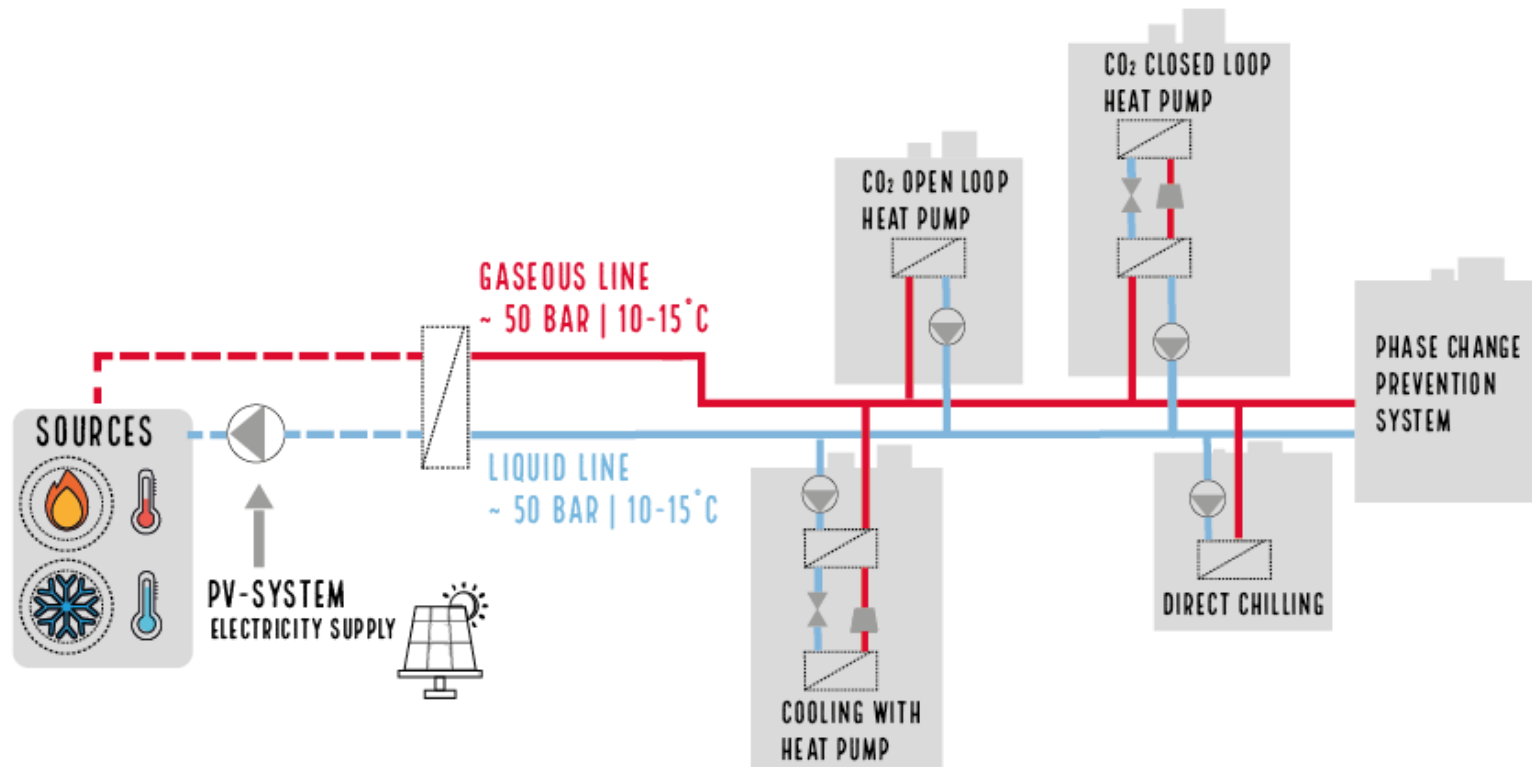 CO₂ CLOSED LOOP
HEAT PUMP
CO₂ OPEN LOOP
HEAT PUMP
GASEOUS LINE
~ 50 BAR | 10-15°C
PHASE CHANGE
PREVENTION
SYSTEM
SOURCES
LIQUID LINE
~ 50 BAR | 10-15°C
PV-SYSTEM
ELECTRICITY SUPPLY
DIRECT CHILLING
COOLING WITH
HEAT PUMP